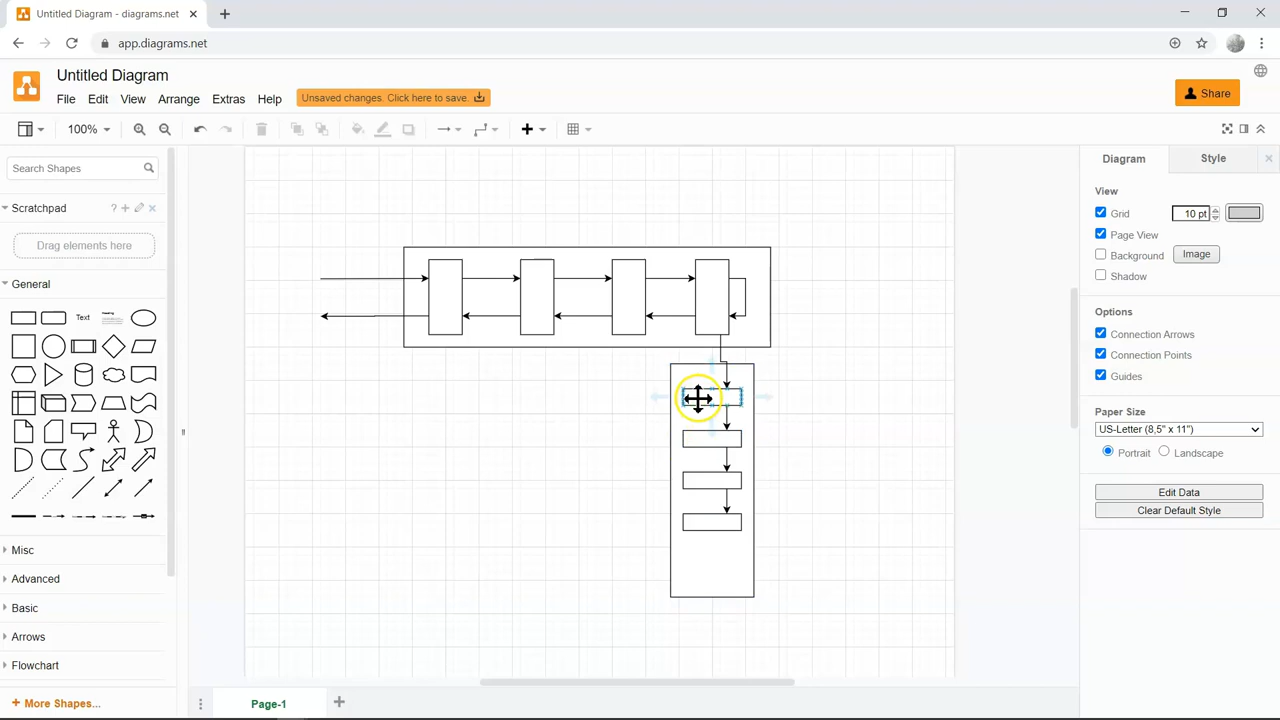 Untitled Diagram - diagrams.net
app.diagrams.net
Untitled Diagram
File Edit View Arrange Extras Help
Unsaved changes. Click here to save.
Share
100%
Search Shapes
Scratchpad
?
Drag elements here
General
Text
Heading
Misc
Advanced
Basic
Arrows
Flowchart
+ More Shapes...
Page-1
Diagram
Style
View
Grid
10 pt
Page View
Background
Image
Shadow
Options
Connection Arrows
Connection Points
Guides
Paper Size
US-Letter (8,5" x 11")
Portrait
Landscape
Edit Data
Clear Default Style